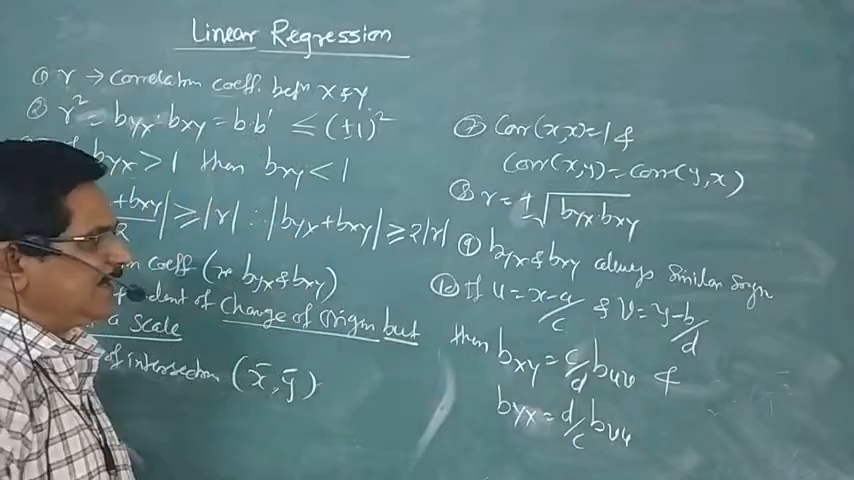 Linear Regression
① r → Correlation coeff. betⁿ x & y
② r² = byx · bxy = b·b' ≤ (±1)²
byx > 1 then bxy < 1
+ bxy| / 2 ≥ |r| ∴ |byx + bxy| ≥ 2|r|
coeff (ie byx & bxy)
of change of origin but
a scale
of intersection (x̄, ȳ)
⑦ Corr(x,x)=1 &
Corr(x,y)=corr(y,x)
⑧ r = ±√byx·bxy
⑨ byx & bxy always similar sign
⑩ If u = x-a/c & v = y-b/d
then bxy = c/d buv &
byx = d/c bvu